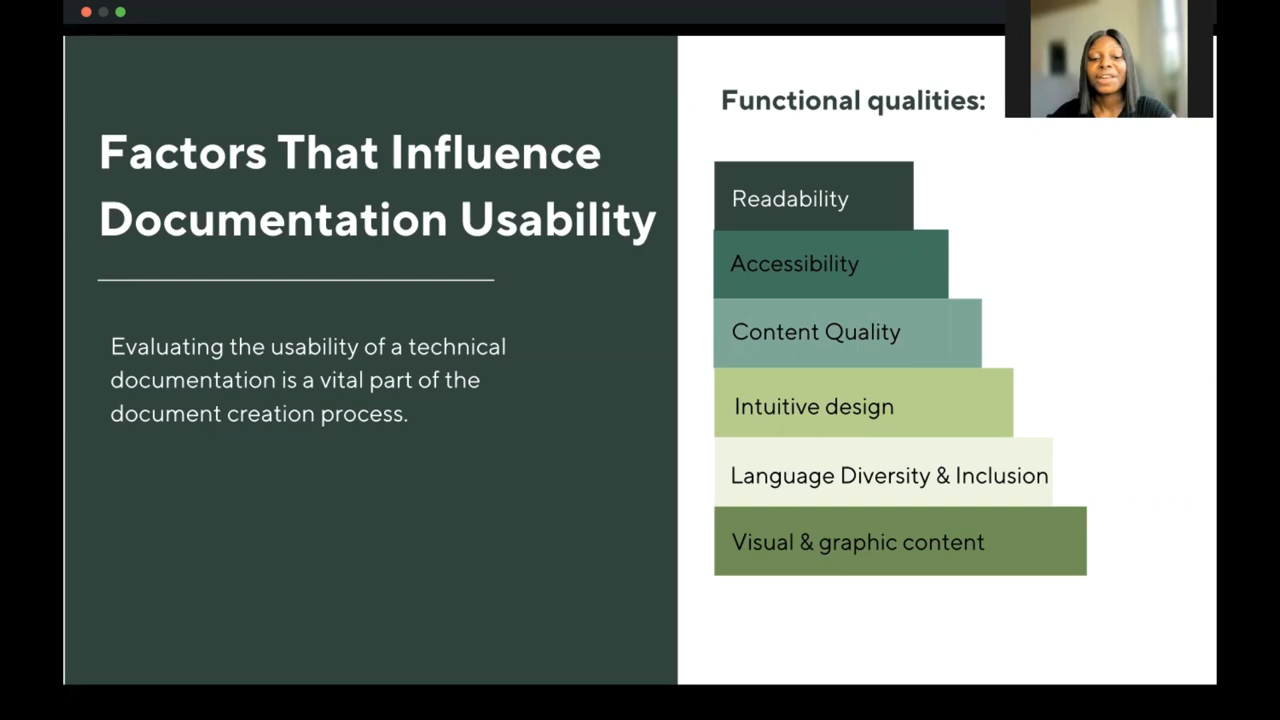 Factors That Influence
Documentation Usability
Evaluating the usability of a technical
documentation is a vital part of the
document creation process.
Functional qualities:
Readability
Accessibility
Content Quality
Intuitive design
Language Diversity & Inclusion
Visual & graphic content